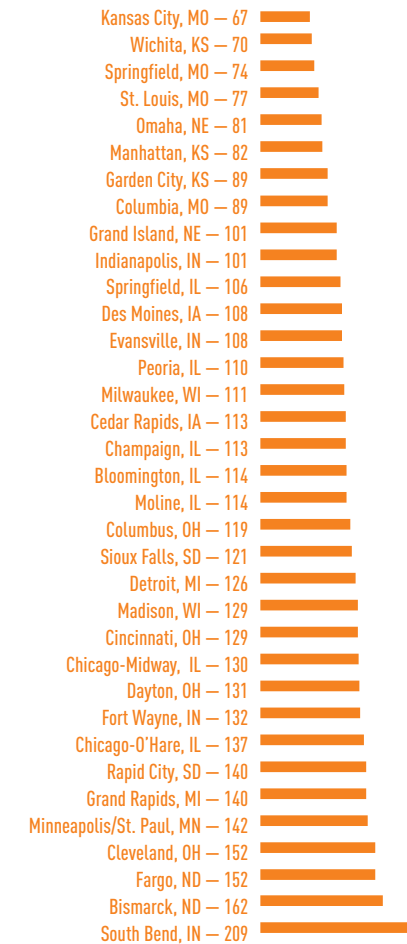 Kansas City, MO — 67
Wichita, KS — 70
Springfield, MO — 74
St. Louis, MO — 77
Omaha, NE — 81
Manhattan, KS — 82
Garden City, KS — 89
Columbia, MO — 89
Grand Island, NE — 101
Indianapolis, IN — 101
Springfield, IL — 106
Des Moines, IA — 108
Evansville, IN — 108
Peoria, IL — 110
Milwaukee, WI — 111
Cedar Rapids, IA — 113
Champaign, IL — 113
Bloomington, IL — 114
Moline, IL — 114
Columbus, OH — 119
Sioux Falls, SD — 121
Detroit, MI — 126
Madison, WI — 129
Cincinnati, OH — 129
Chicago-Midway, IL — 130
Dayton, OH — 131
Fort Wayne, IN — 132
Chicago-O'Hare, IL — 137
Rapid City, SD — 140
Grand Rapids, MI — 140
Minneapolis/St. Paul, MN — 142
Cleveland, OH — 152
Fargo, ND — 152
Bismarck, ND — 162
South Bend, IN — 209